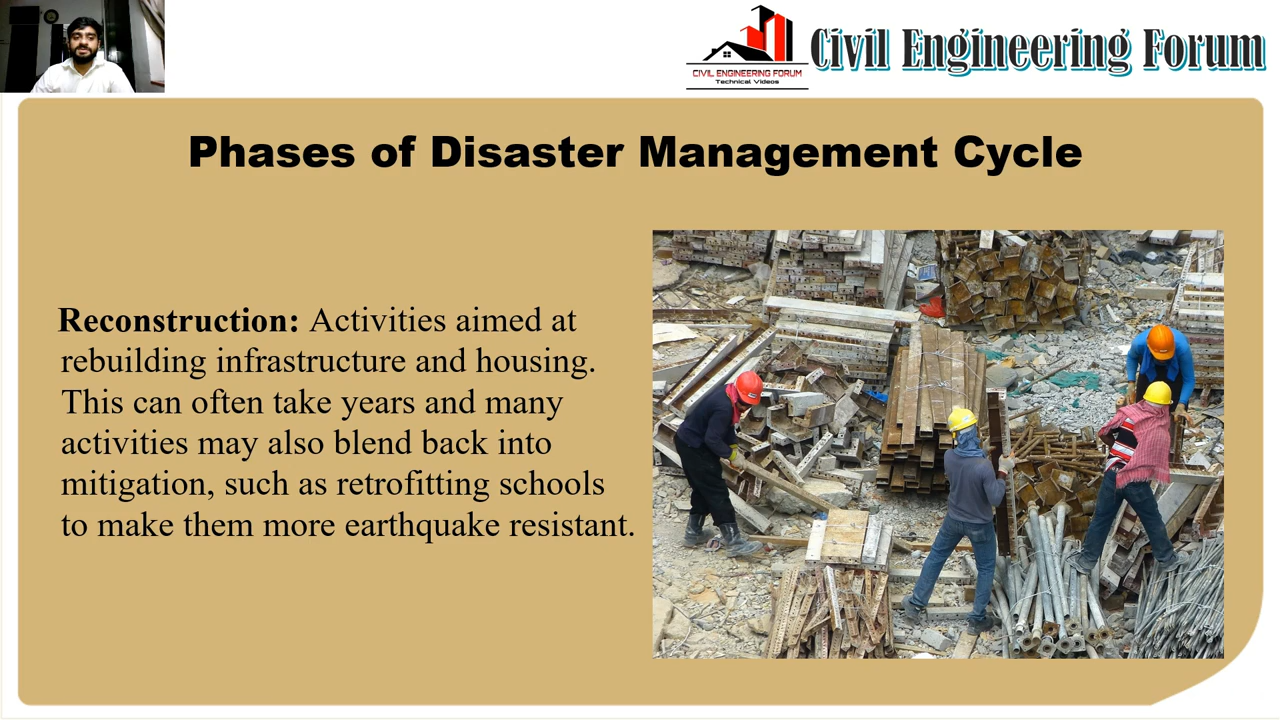 CIVIL ENGINEERING FORUM
Technical Videos
Civil Engineering Forum
Phases of Disaster Management Cycle
Reconstruction: Activities aimed at
rebuilding infrastructure and housing.
This can often take years and many
activities may also blend back into
mitigation, such as retrofitting schools
to make them more earthquake resistant.